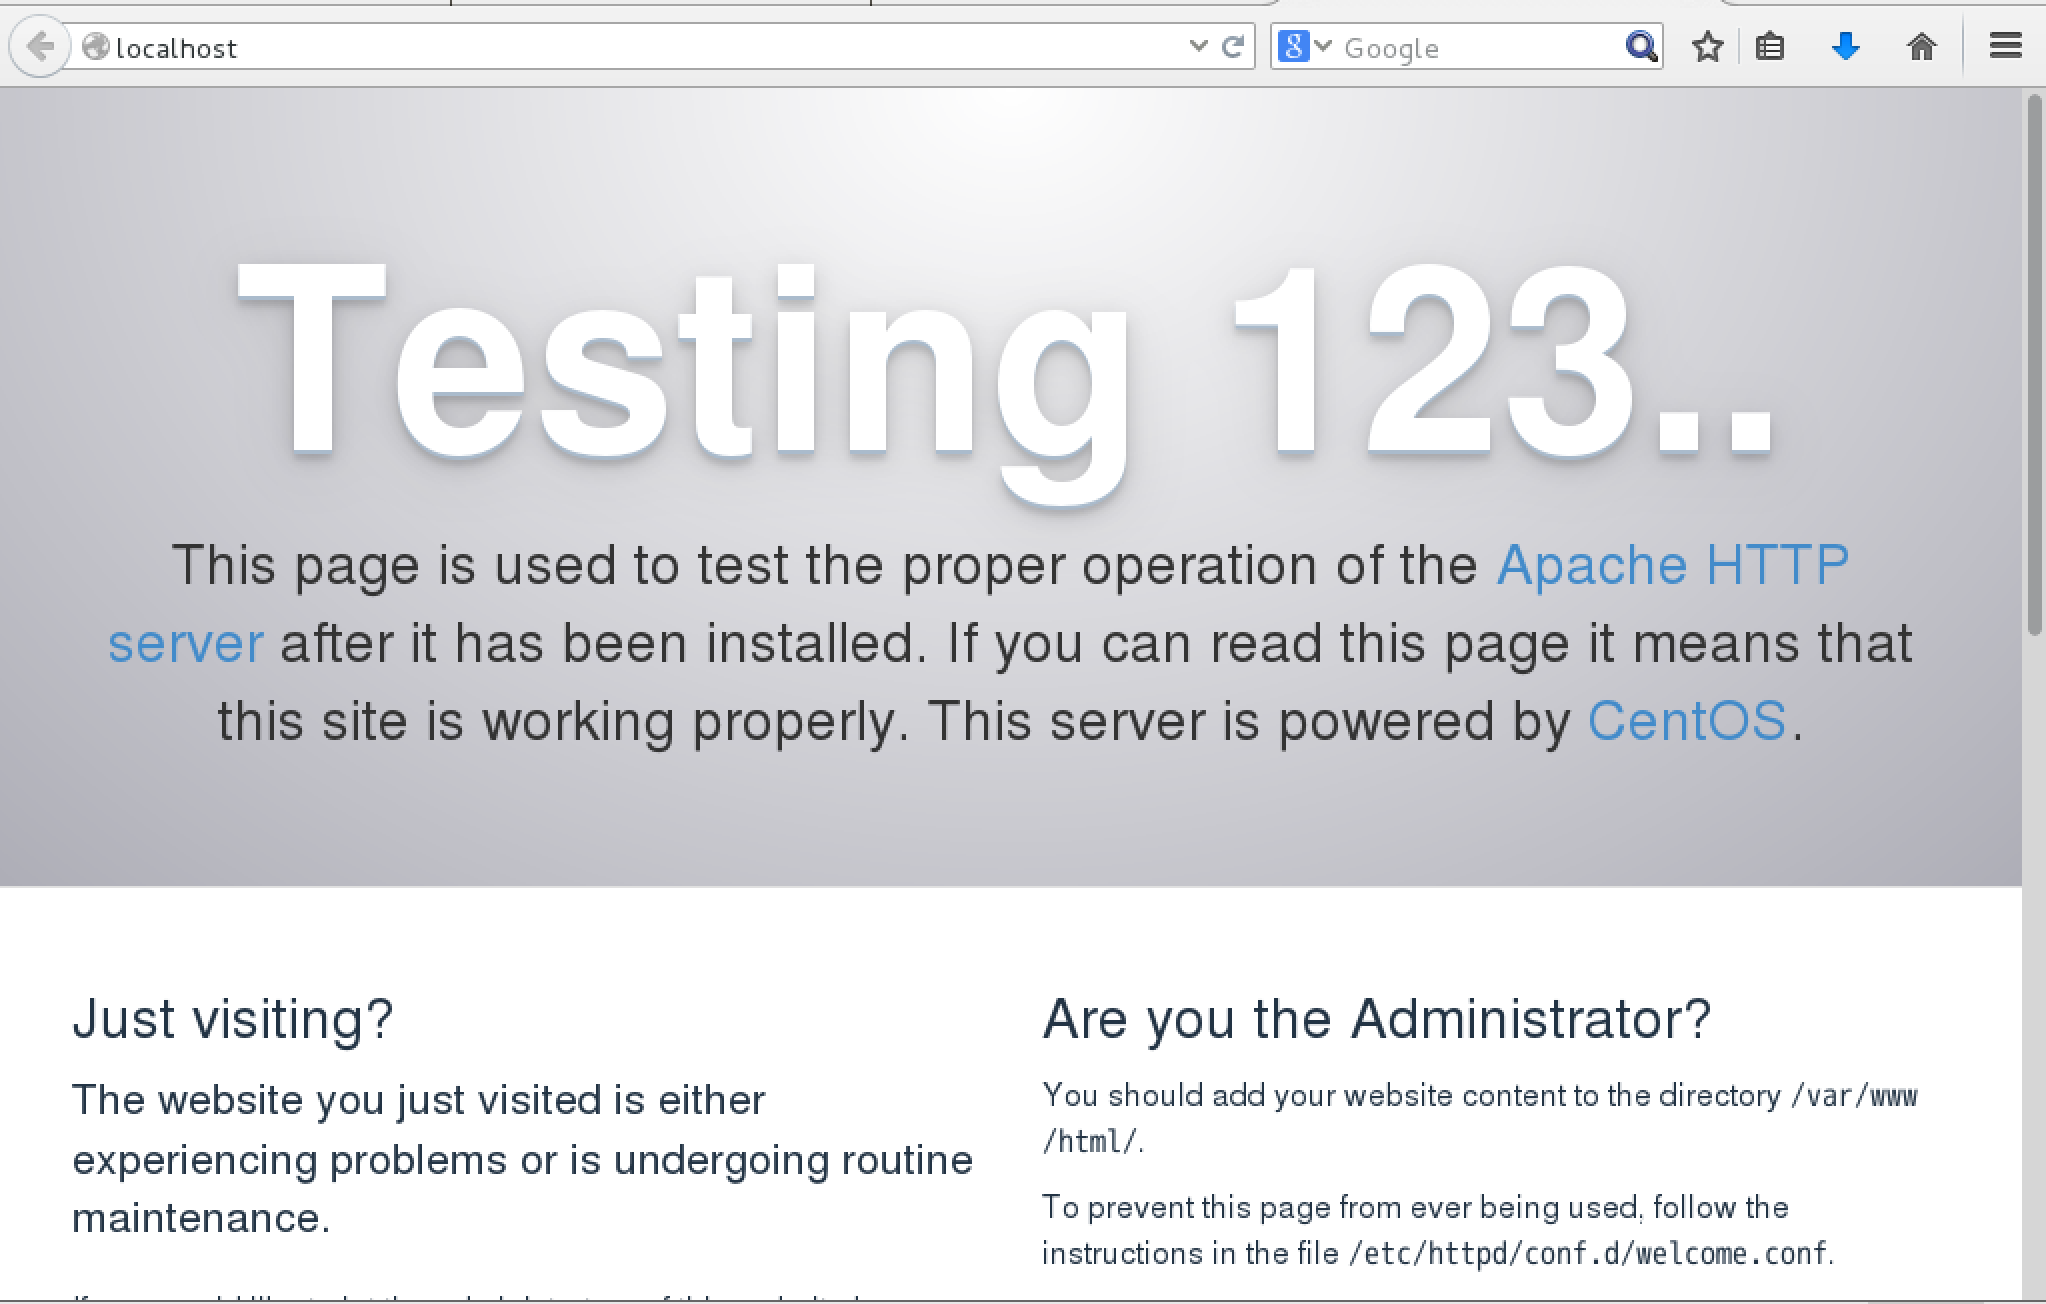 localhost
Google
Testing 123..
This page is used to test the proper operation of the Apache HTTP
server after it has been installed. If you can read this page it means that
this site is working properly. This server is powered by CentOS.
Just visiting?
The website you just visited is either
experiencing problems or is undergoing routine
maintenance.
Are you the Administrator?
You should add your website content to the directory /var/www
/html/.
To prevent this page from ever being used, follow the
instructions in the file /etc/httpd/conf.d/welcome.conf.